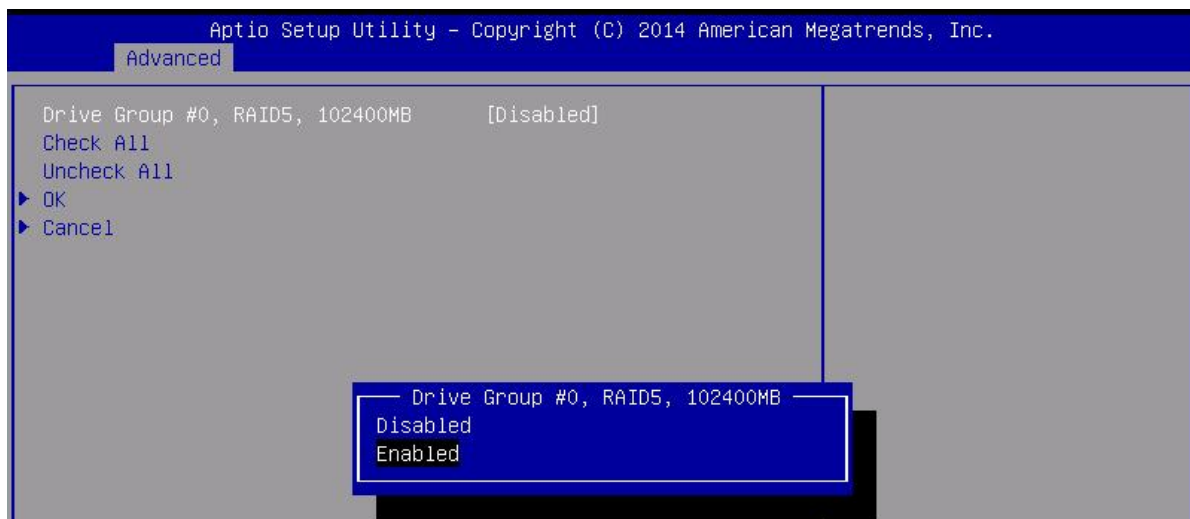 Aptio Setup Utility – Copyright (C) 2014 American Megatrends, Inc.
Advanced
Drive Group #0, RAID5, 102400MB [Disabled]
Check All
Uncheck All
OK
Cancel
Drive Group #0, RAID5, 102400MB
Disabled
Enabled